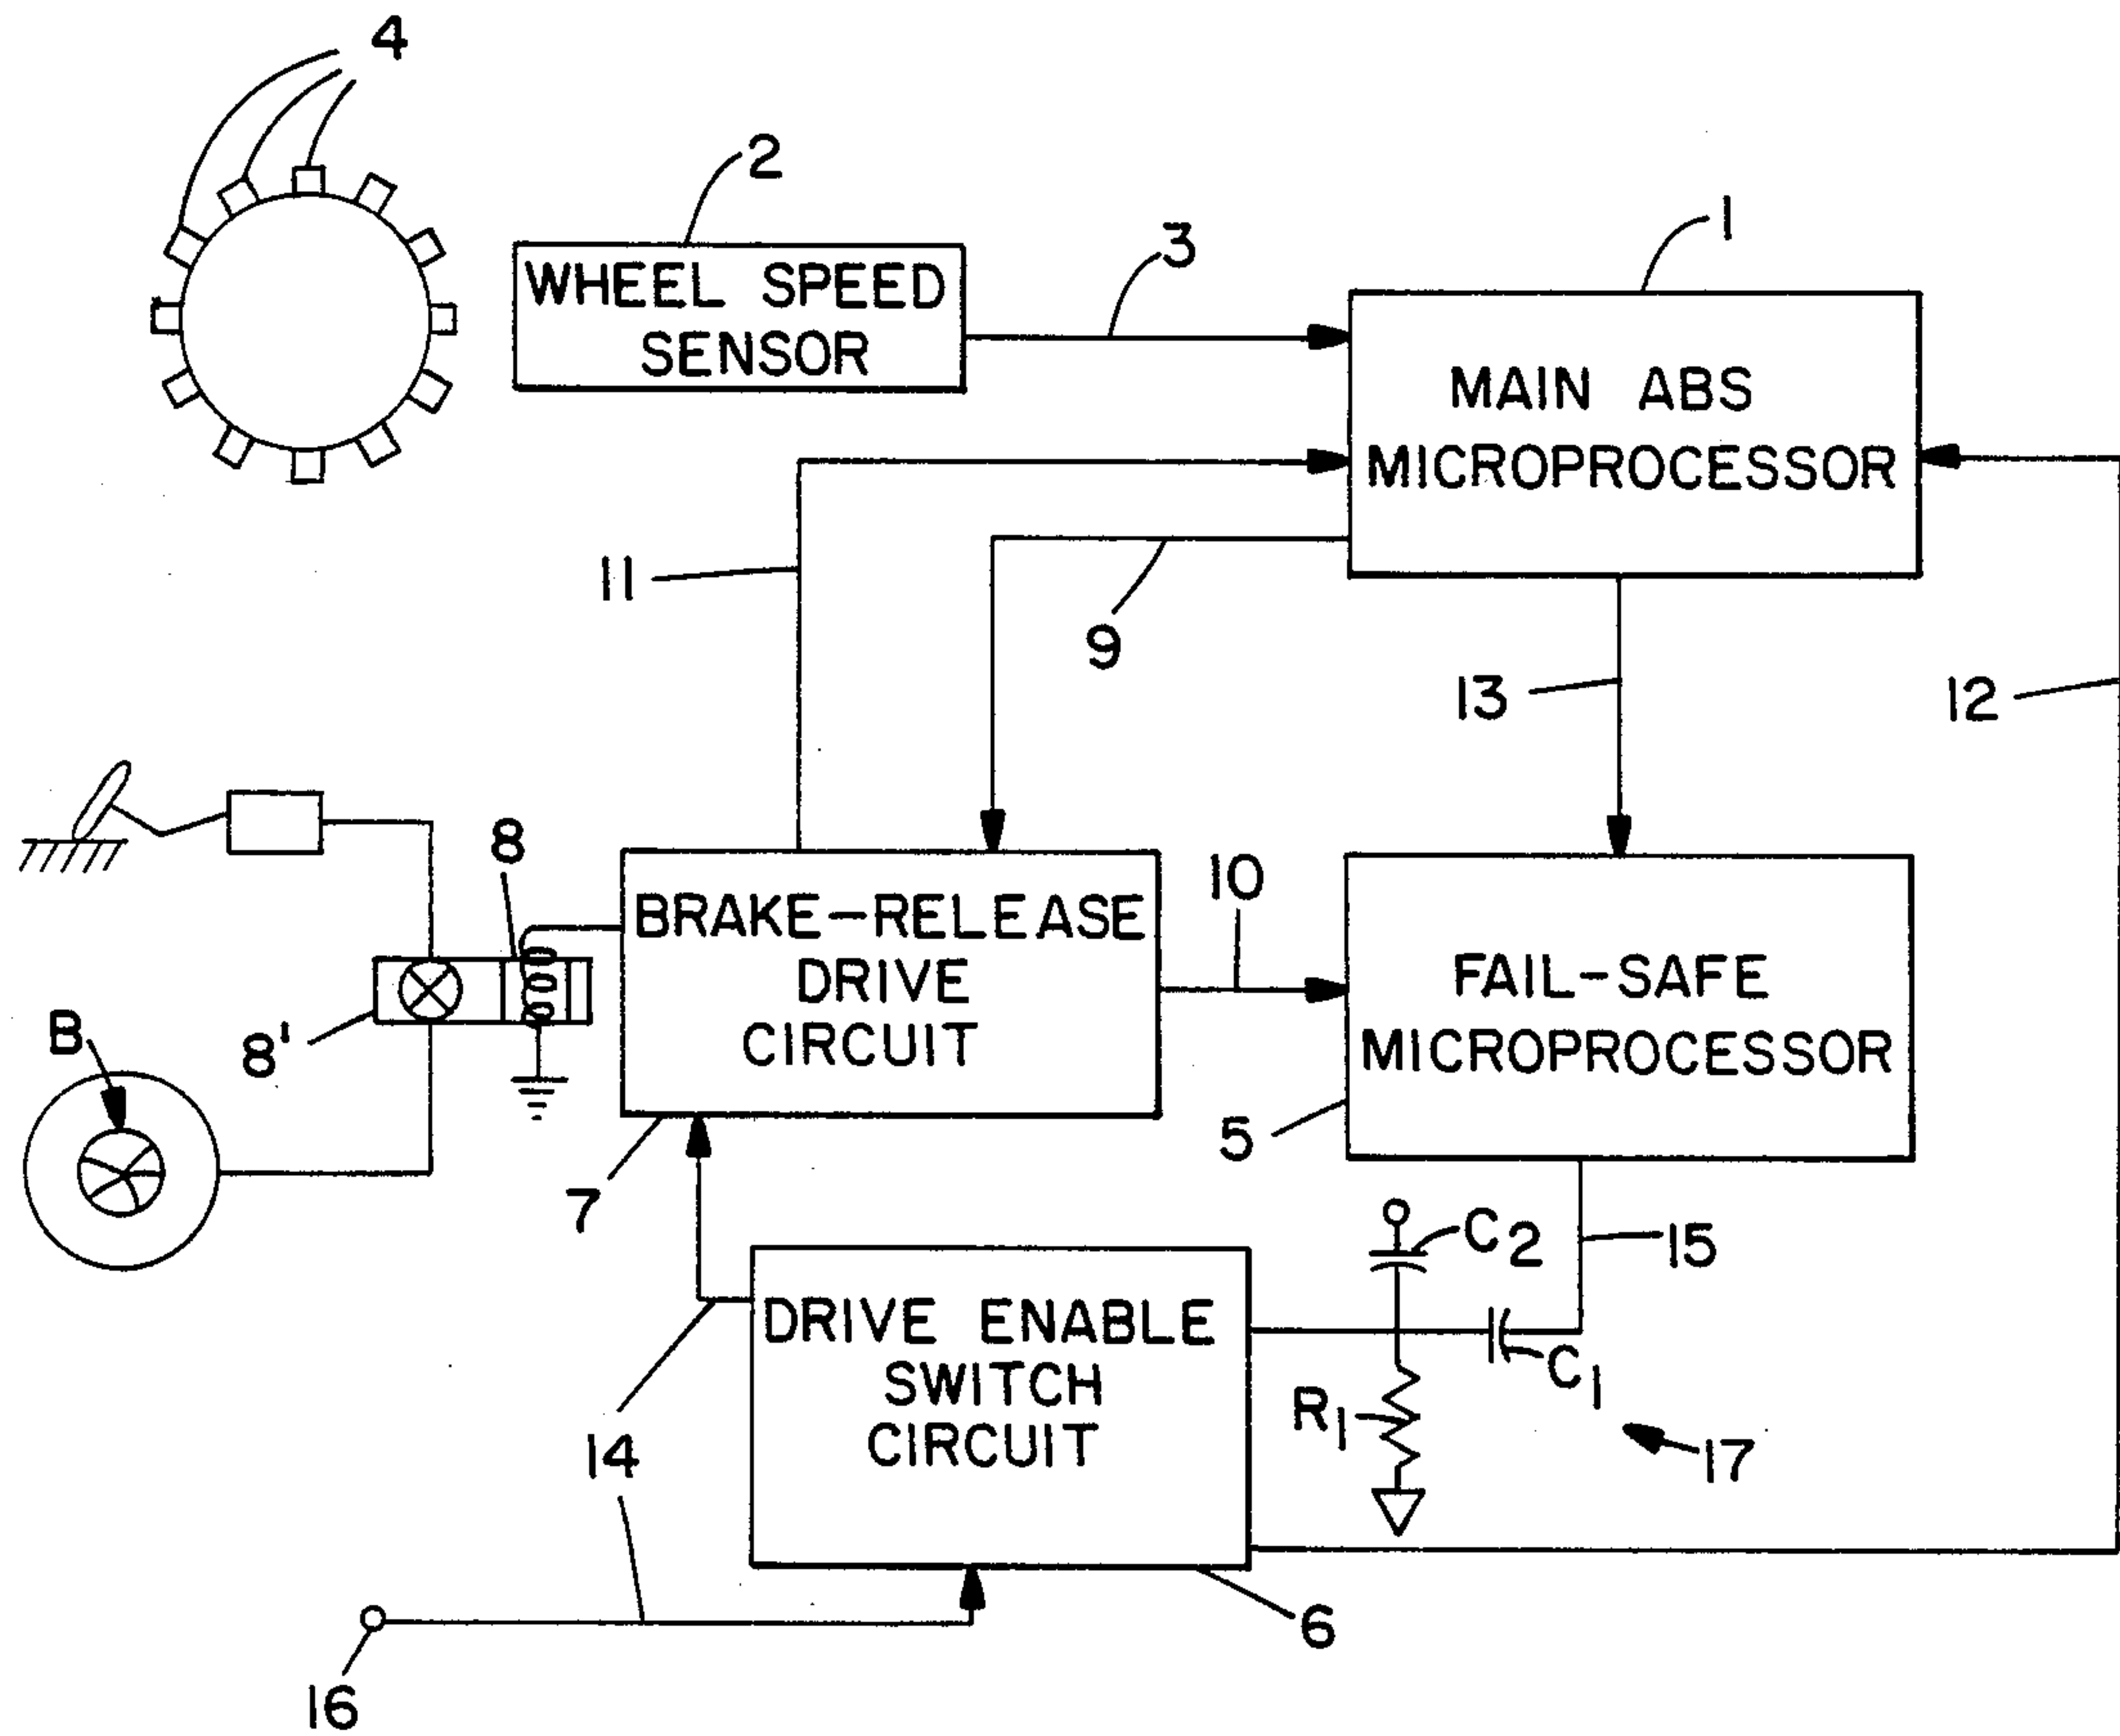 4
2
1
3
WHEEL SPEED
SENSOR
MAIN ABS
MICROPROCESSOR
11
9
13
12
8
10
BRAKE-RELEASE
DRIVE
CIRCUIT
FAIL-SAFE
MICROPROCESSOR
B
8'
5
7
C2
15
DRIVE ENABLE
SWITCH
CIRCUIT
C1
R1
14
17
6
16